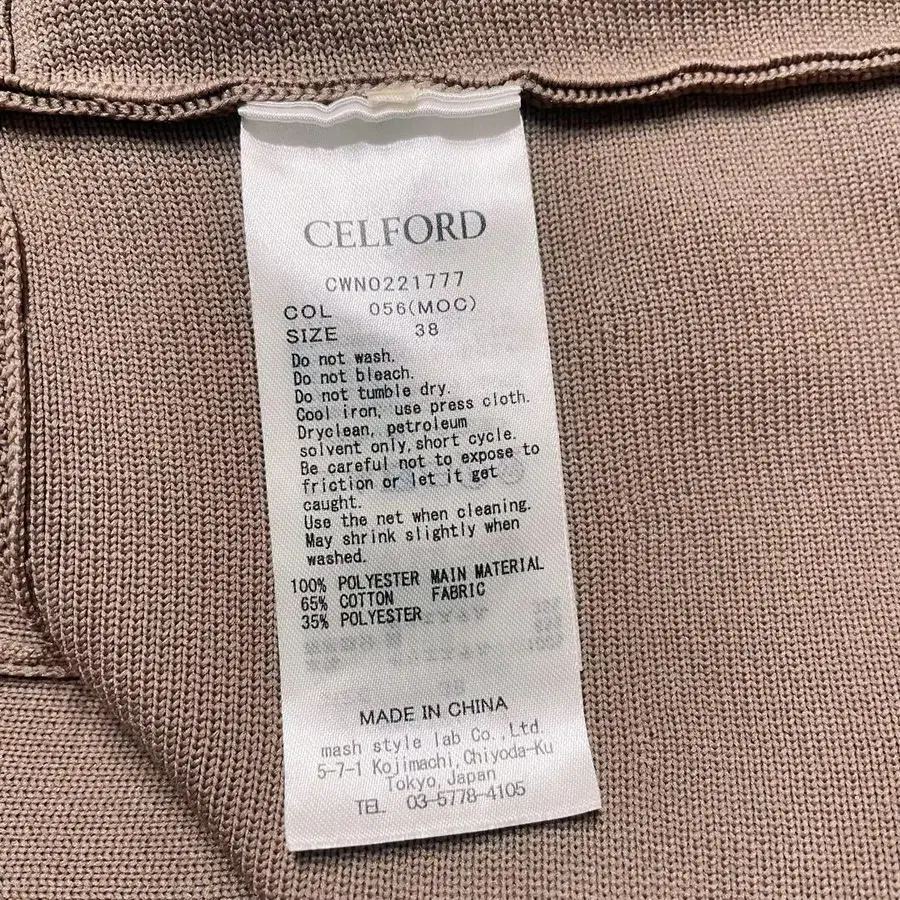 CELFORD
CWNO221777
COL 056(MOC)
SIZE 38
Do not wash.
Do not bleach.
Do not tumble dry.
Cool iron, use press cloth.
Dryclean, petroleum
solvent only,short cycle.
Be careful not to expose to
friction or let it get
caught.
Use the net when cleaning.
May shrink slightly when
washed.
100% POLYESTER MAIN MATERIAL
65% COTTON FABRIC
35% POLYESTER
MADE IN CHINA
mash style lab Co.,Ltd.
5-7-1 Kojimachi,Chiyoda-Ku
Tokyo,Japan
TEL 03-5778-4105